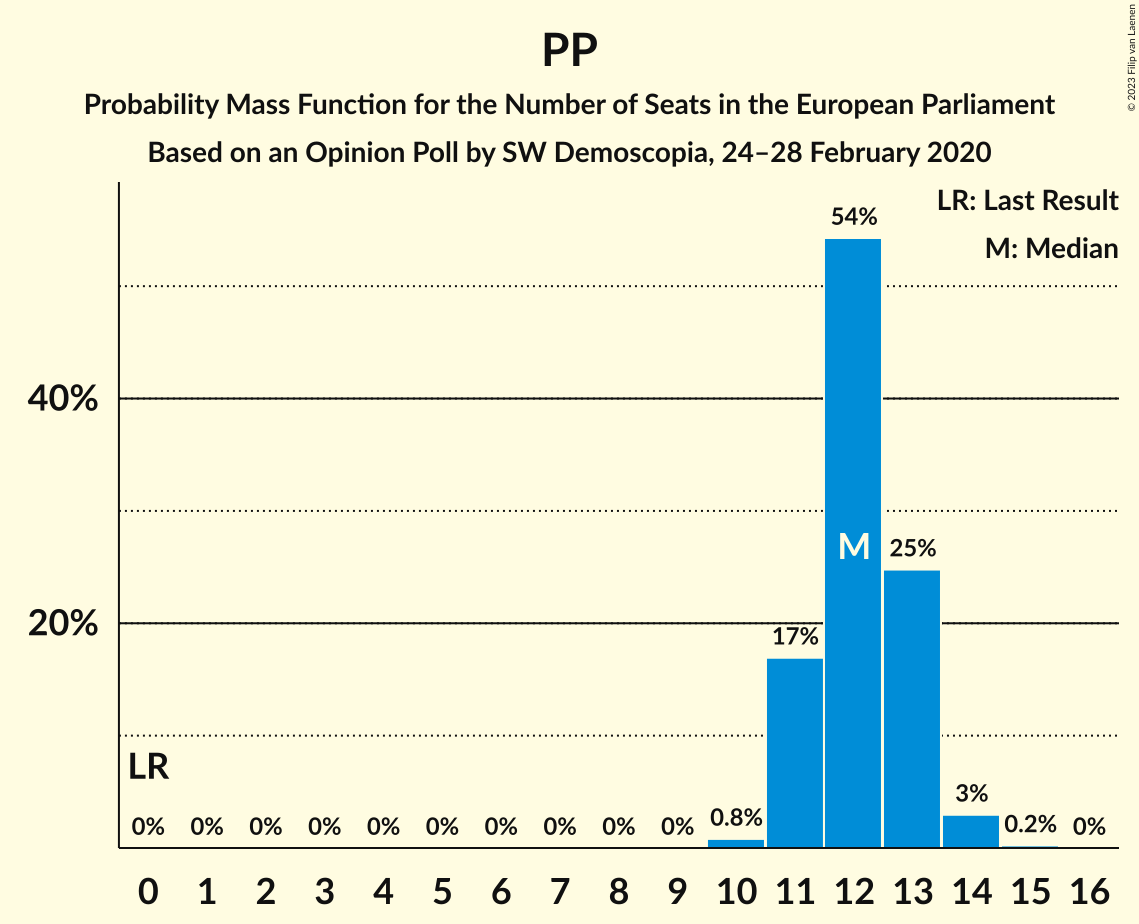 PP
Probability Mass Function for the Number of Seats in the European Parliament
Based on an Opinion Poll by SW Demoscopia, 24–28 February 2020
© 2023 Filip van Laenen
LR: Last Result
M: Median
54%
40%
M
25%
20%
17%
LR
3%
0% 0% 0% 0% 0% 0% 0% 0% 0% 0% 0.8% 0.2% 0%
0 1 2 3 4 5 6 7 8 9 10 11 12 13 14 15 16